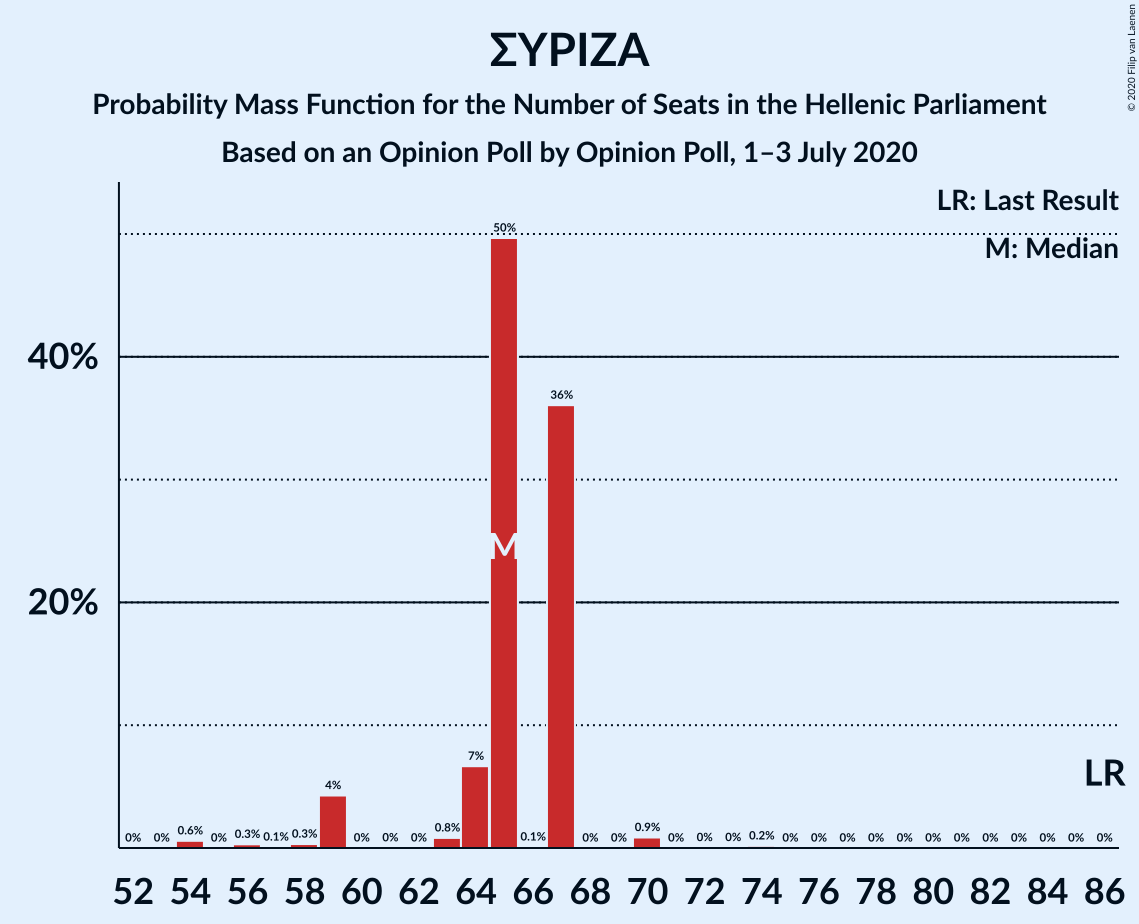 ΣΥΡΙΖΑ
Probability Mass Function for the Number of Seats in the Hellenic Parliament
Based on an Opinion Poll by Opinion Poll, 1–3 July 2020
© 2020 Filip van Laenen
LR: Last Result
M: Median
50%
40%
36%
M
20%
7%
LR
4%
0% 0% 0.6% 0% 0.3% 0.1% 0.3% 0% 0% 0% 0.8% 0.1% 0% 0% 0.9% 0% 0% 0% 0.2% 0% 0% 0% 0% 0% 0% 0% 0% 0% 0% 0% 0%
52 54 56 58 60 62 64 66 68 70 72 74 76 78 80 82 84 86